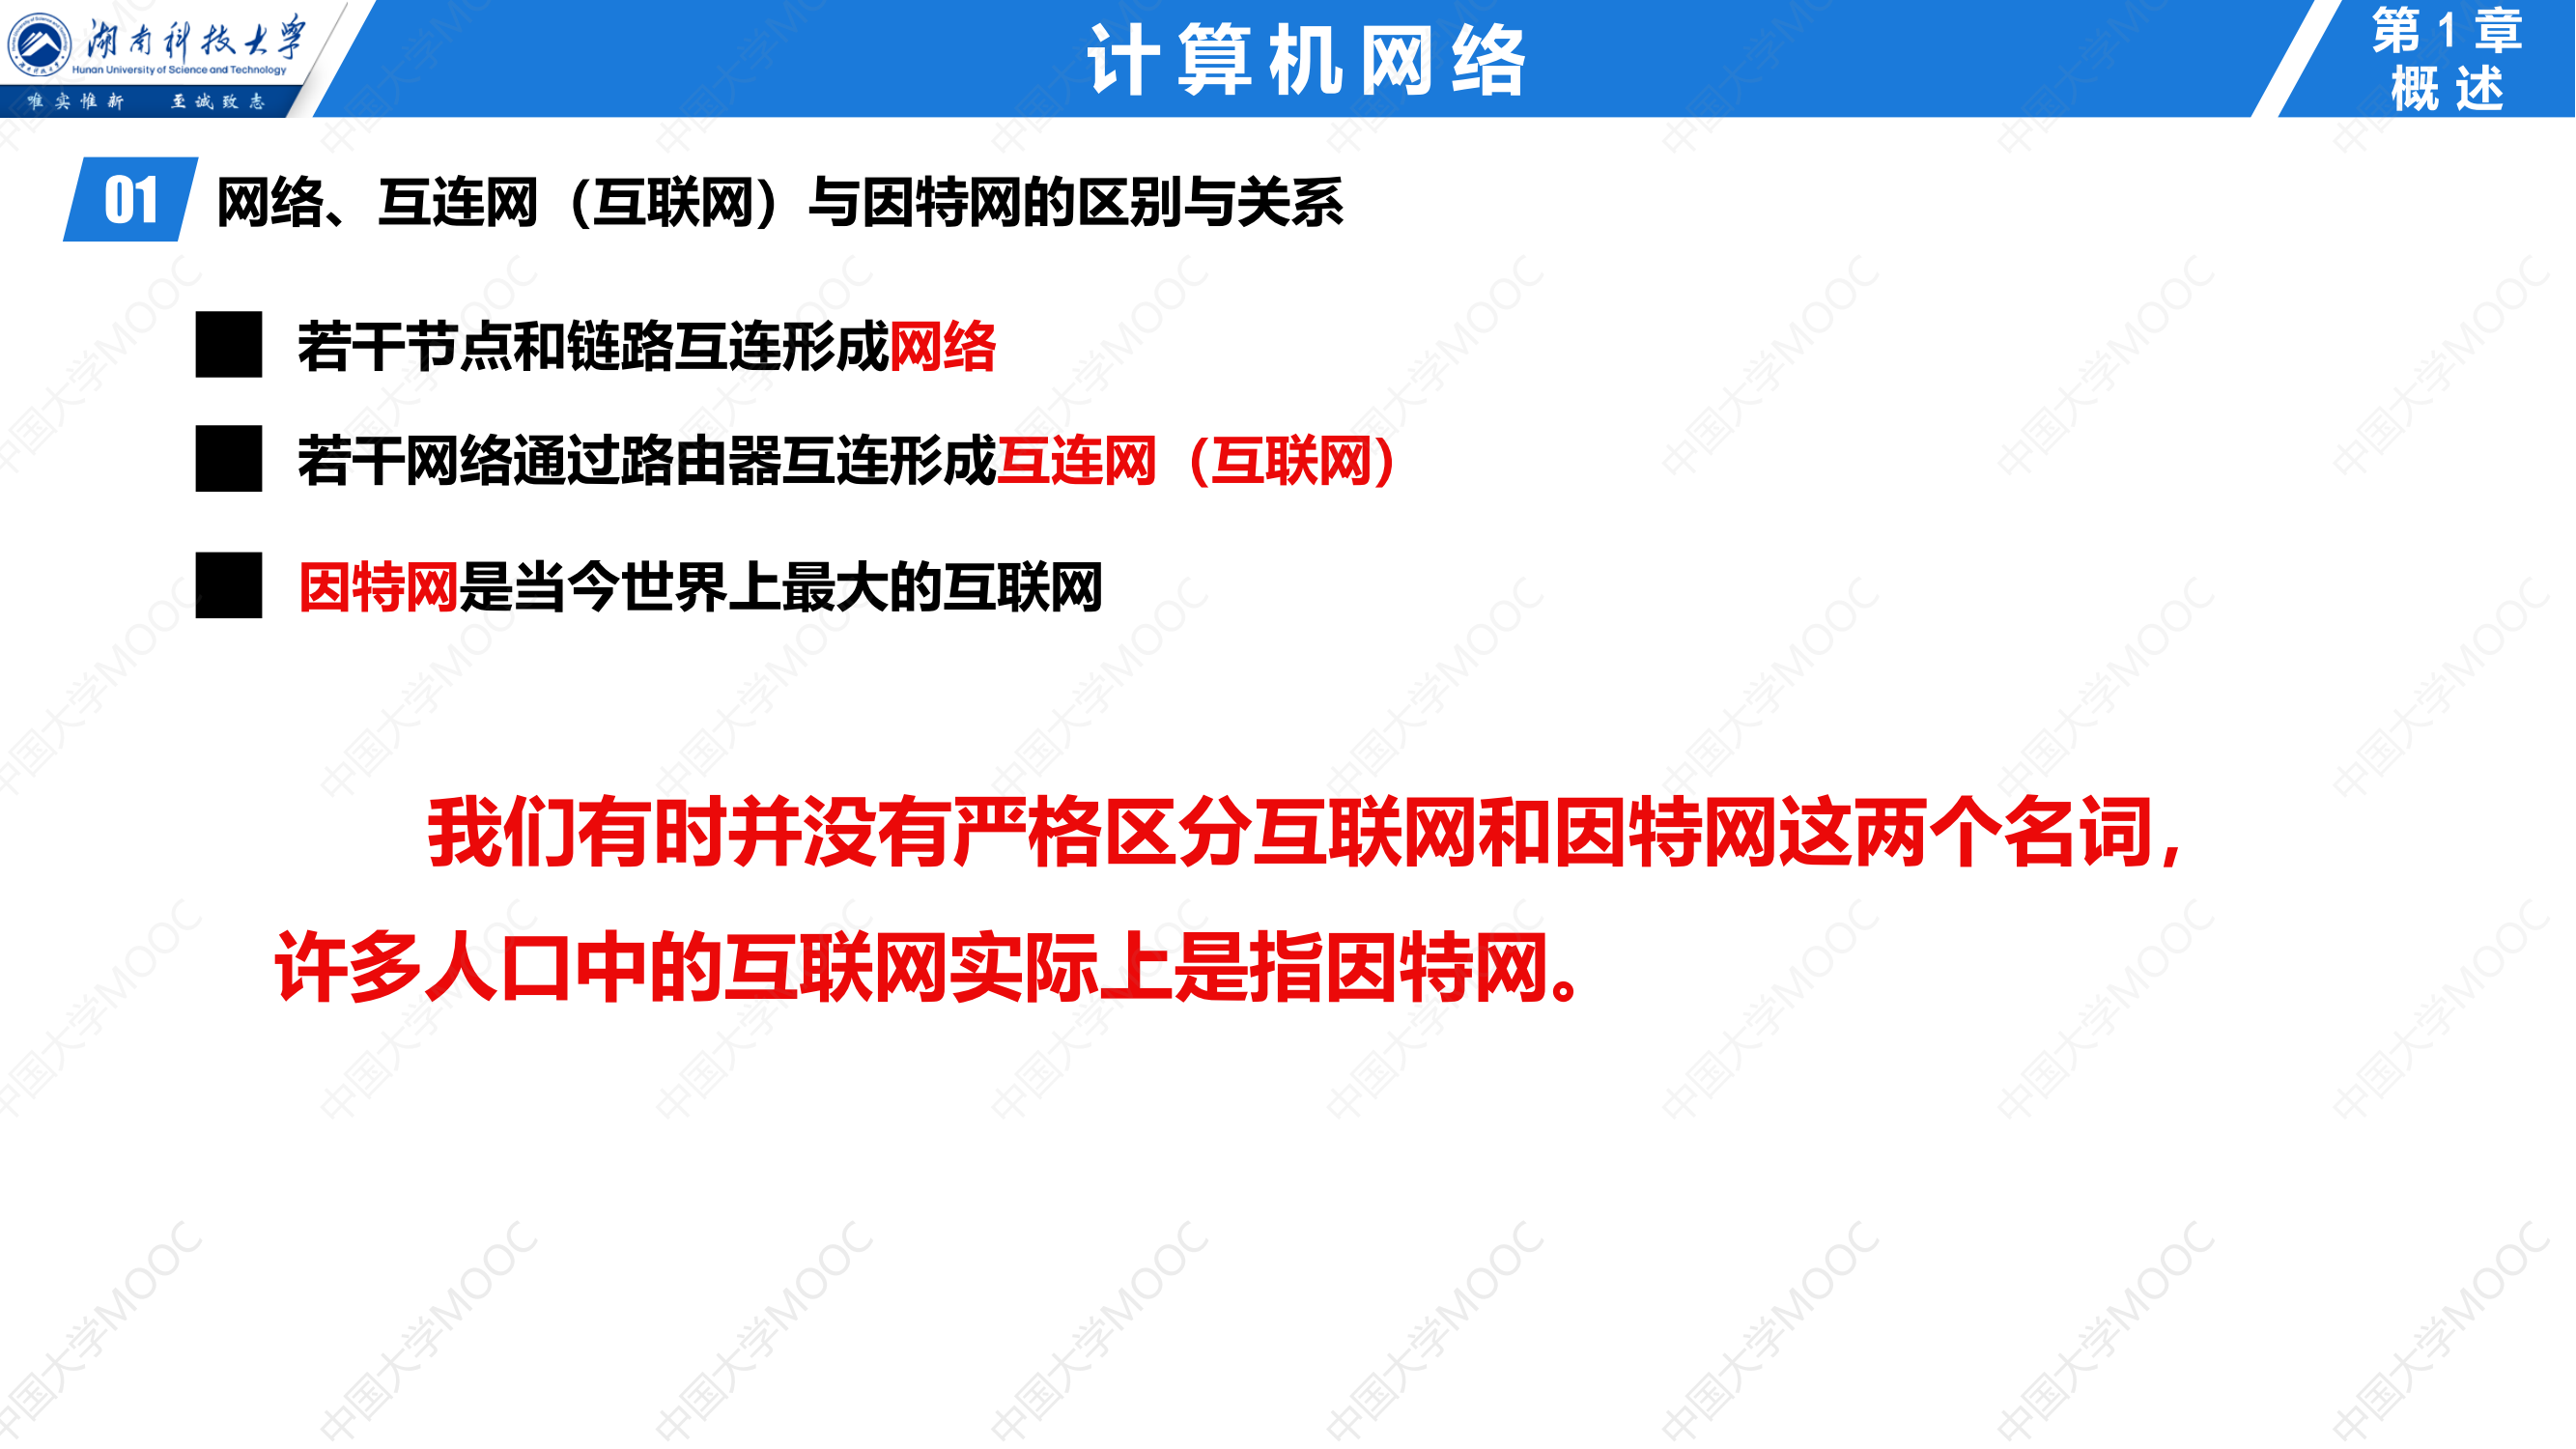 湖南科技大学
Hunan University of Science and Technology
唯实惟新 至诚致志
计算机网络
第1章
概述
01 网络、互连网（互联网）与因特网的区别与关系
若干节点和链路互连形成网络
若干网络通过路由器互连形成互连网（互联网）
因特网是当今世界上最大的互联网
我们有时并没有严格区分互联网和因特网这两个名词，
许多人口中的互联网实际上是指因特网。
中国大学MOOC